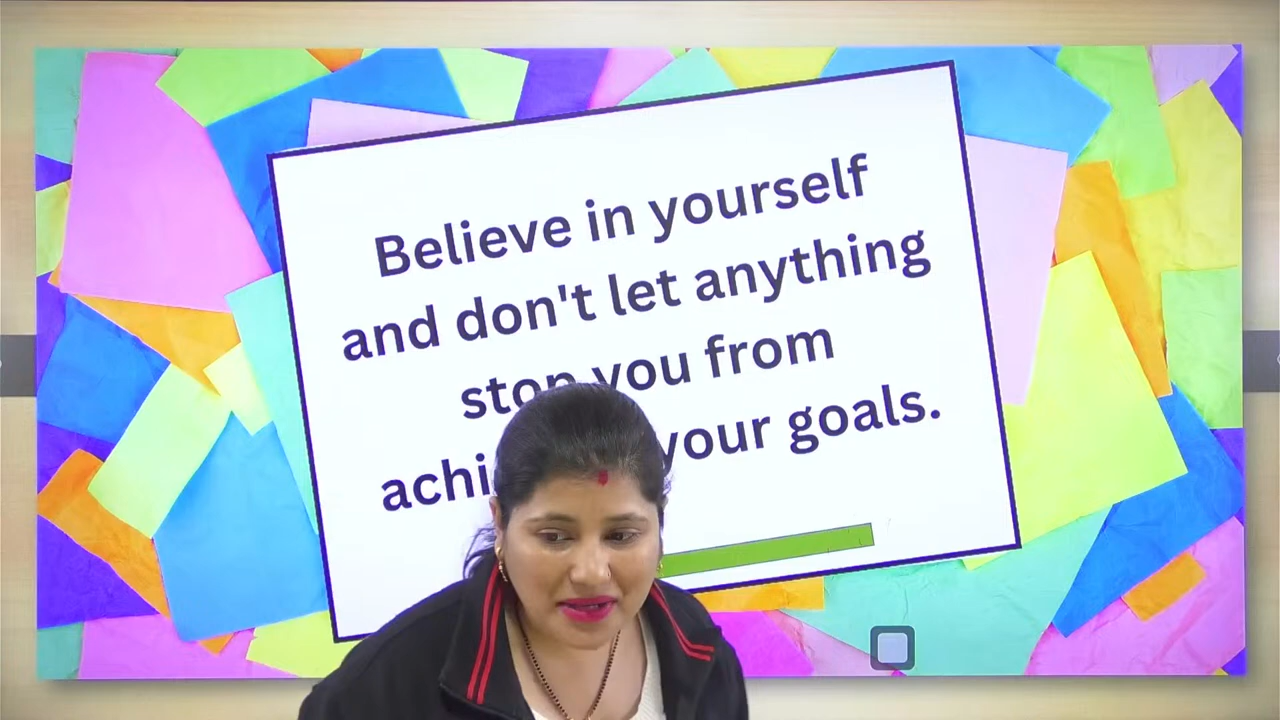 Believe in yourself
and don't let anything
stop you from
your goals.